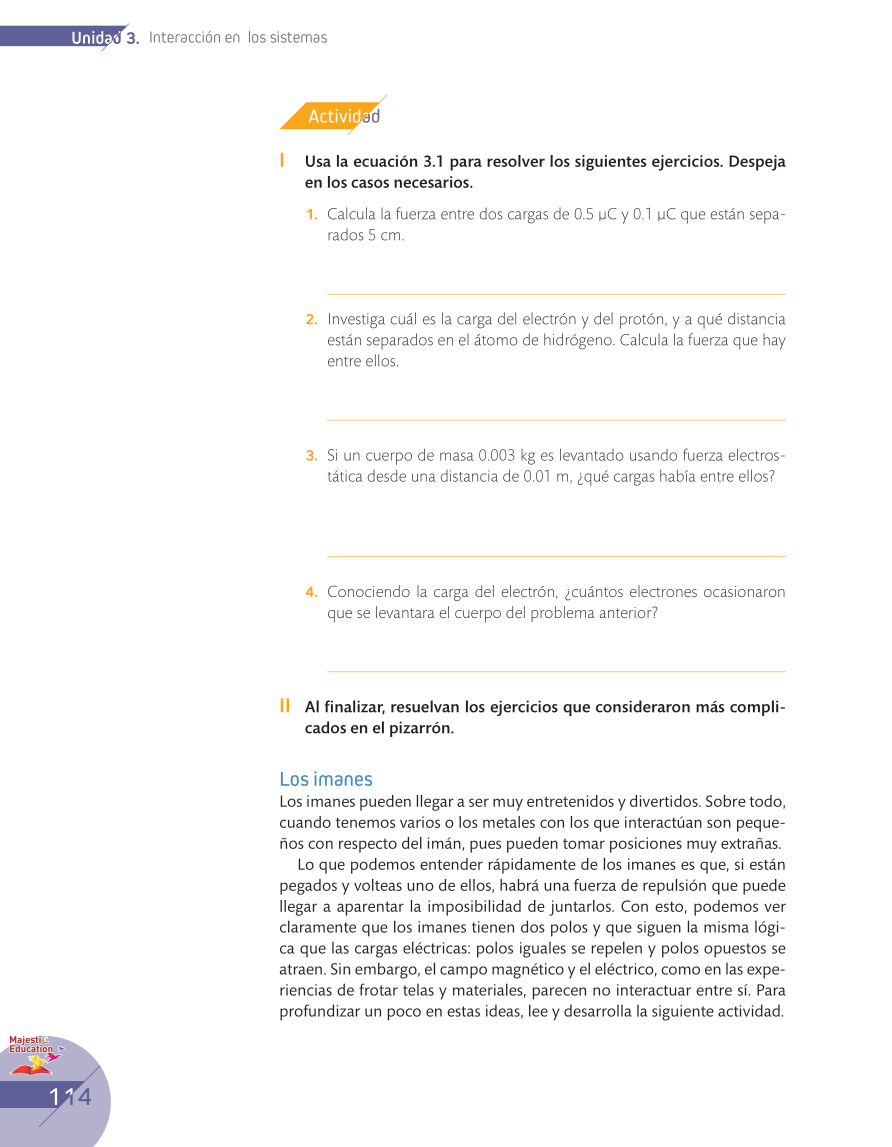 Unidad 3. Interacción en los sistemas
Actividad
I Usa la ecuación 3.1 para resolver los siguientes ejercicios. Despeja
en los casos necesarios.
1. Calcula la fuerza entre dos cargas de 0.5 µC y 0.1 µC que están sepa-
rados 5 cm.
2. Investiga cuál es la carga del electrón y del protón, y a qué distancia
están separados en el átomo de hidrógeno. Calcula la fuerza que hay
entre ellos.
3. Si un cuerpo de masa 0.003 kg es levantado usando fuerza electros-
tática desde una distancia de 0.01 m, ¿qué cargas había entre ellos?
4. Conociendo la carga del electrón, ¿cuántos electrones ocasionaron
que se levantara el cuerpo del problema anterior?
II Al finalizar, resuelvan los ejercicios que consideraron más compli-
cados en el pizarrón.
Los imanes
Los imanes pueden llegar a ser muy entretenidos y divertidos. Sobre todo,
cuando tenemos varios o los metales con los que interactúan son peque-
ños con respecto del imán, pues pueden tomar posiciones muy extrañas.
Lo que podemos entender rápidamente de los imanes es que, si están
pegados y volteas uno de ellos, habrá una fuerza de repulsión que puede
llegar a aparentar la imposibilidad de juntarlos. Con esto, podemos ver
claramente que los imanes tienen dos polos y que siguen la misma lógi-
ca que las cargas eléctricas: polos iguales se repelen y polos opuestos se
atraen. Sin embargo, el campo magnético y el eléctrico, como en las expe-
riencias de frotar telas y materiales, parecen no interactuar entre sí. Para
profundizar un poco en estas ideas, lee y desarrolla la siguiente actividad.
Majestic
Education
114